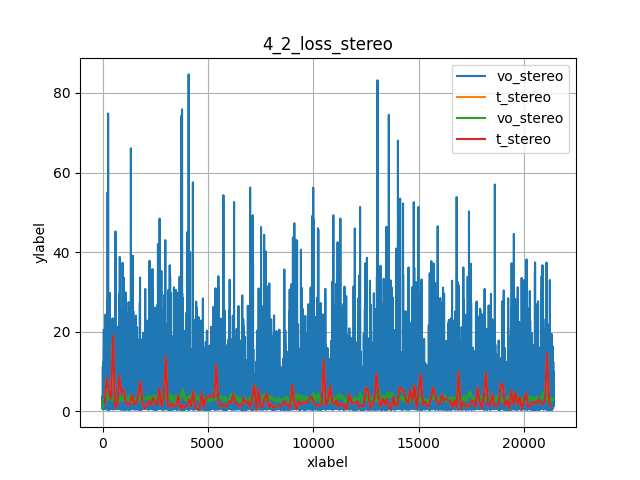 4_2_loss_stereo
vo_stereo
t_stereo
vo_stereo
t_stereo
80
60
40
20
0
ylabel
0
5000
10000
15000
20000
xlabel